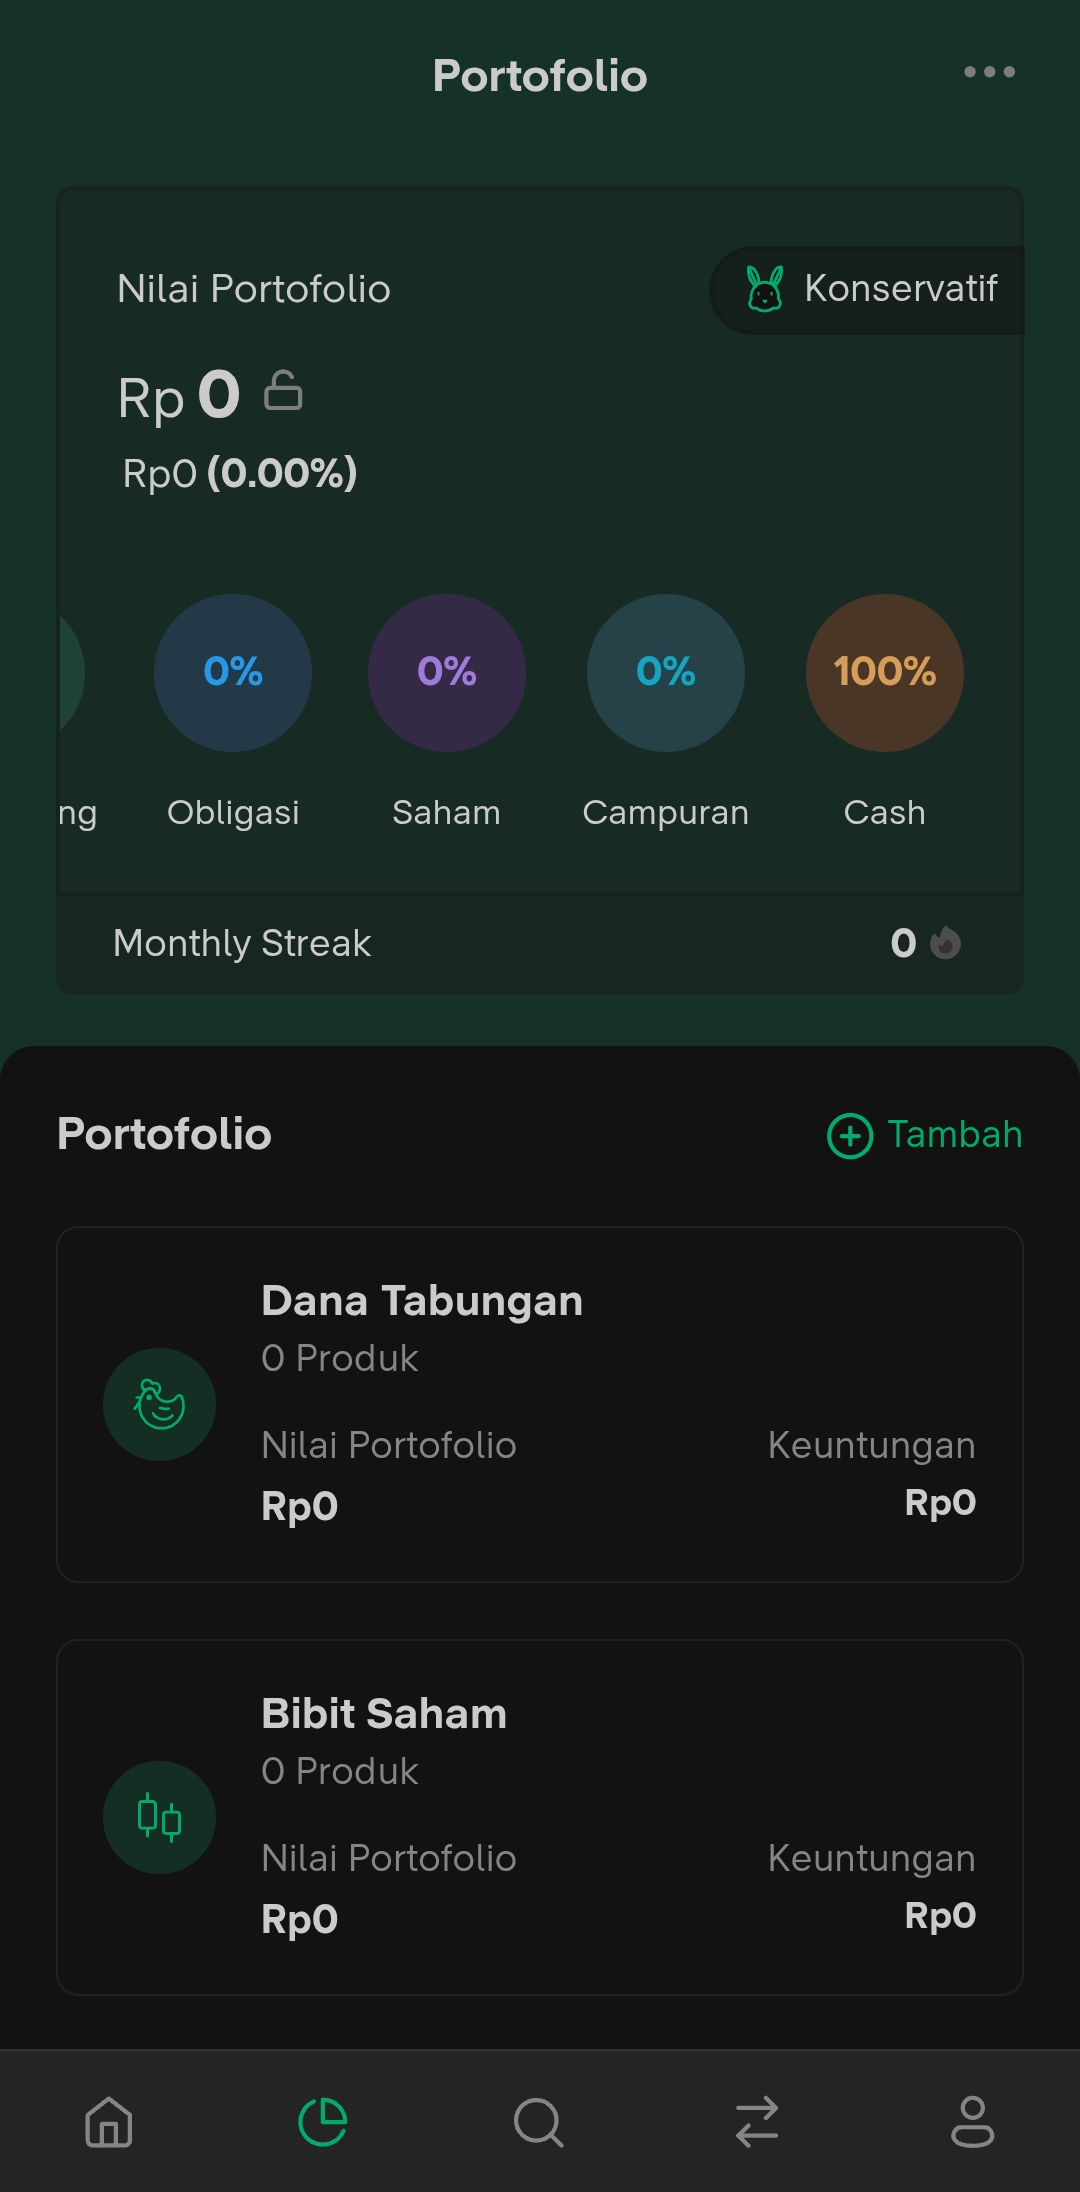 Portofolio
Nilai Portofolio
Konservatif
Rp 0
Rp0 (0.00%)
0%
0%
0%
100%
ng
Obligasi
Saham
Campuran
Cash
Monthly Streak
0
Portofolio
Tambah
Dana Tabungan
0 Produk
Nilai Portofolio
Keuntungan
Rp0
Rp0
Bibit Saham
0 Produk
Nilai Portofolio
Keuntungan
Rp0
Rp0